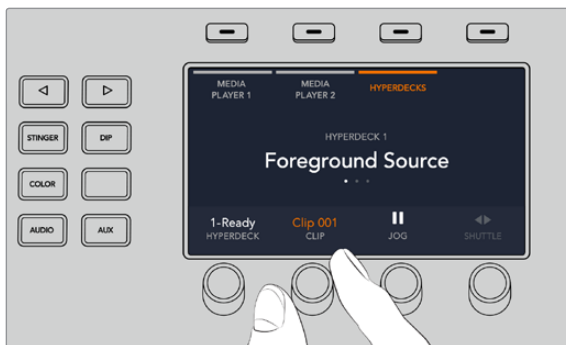 MEDIA
PLAYER 1
MEDIA
PLAYER 2
HYPERDECKS
STINGER
DIP
HYPERDECK 1
Foreground Source
COLOR
1-Ready
HYPERDECK
Clip 001
CLIP
JOG
SHUTTLE
AUDIO
AUX